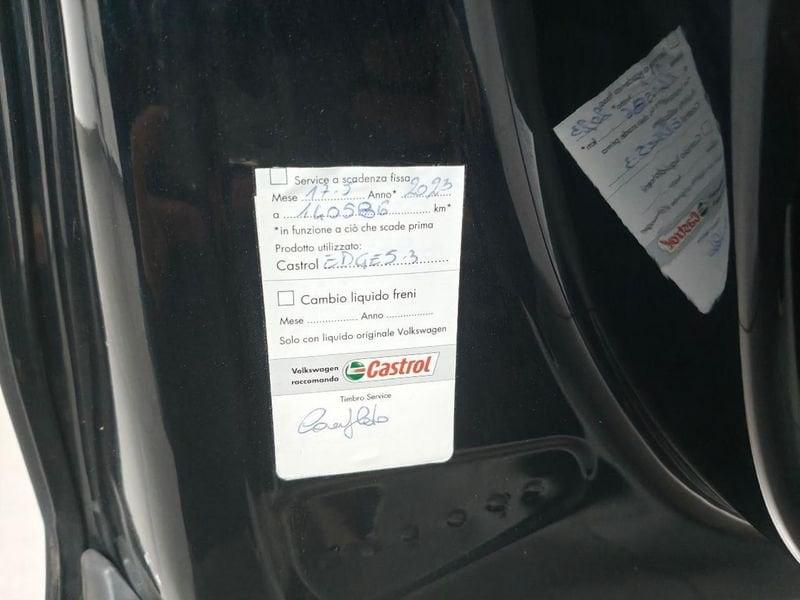 Service a scadenza fissa
Mese 17-3 Anno* 2023
a 140586 km*
*in funzione a ciò che scade prima
Prodotto utilizzato:
Castrol EDGE 5-3
Cambio liquido freni
Mese .................. Anno ................
Solo con liquido originale Volkswagen
Volkswagen
raccomanda
Castrol
Timbro Service